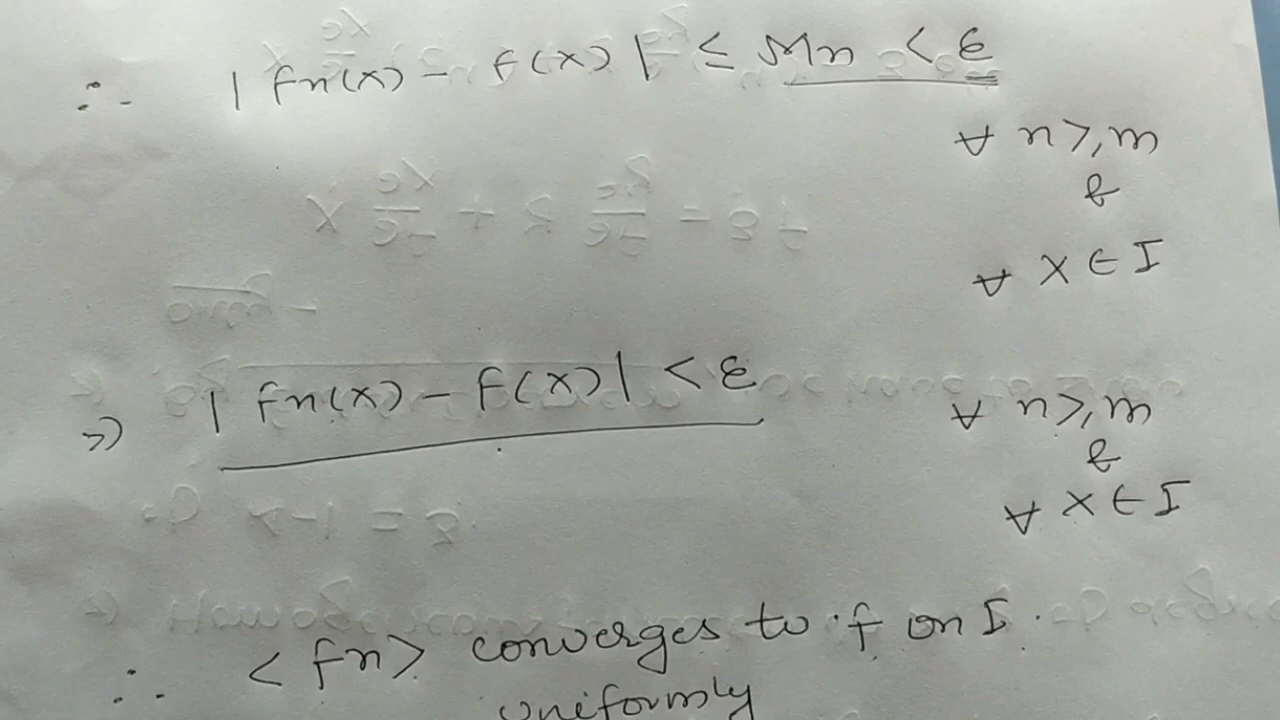 ∴ | fn(x) - f(x) | ≤ Mn < ε
∀ n ≥ m
&
∀ x ∈ I
⇒ | fn(x) - f(x) | < ε
∀ n ≥ m
&
∀ x ∈ I
∴ < fn > converges to f on I.
uniformly